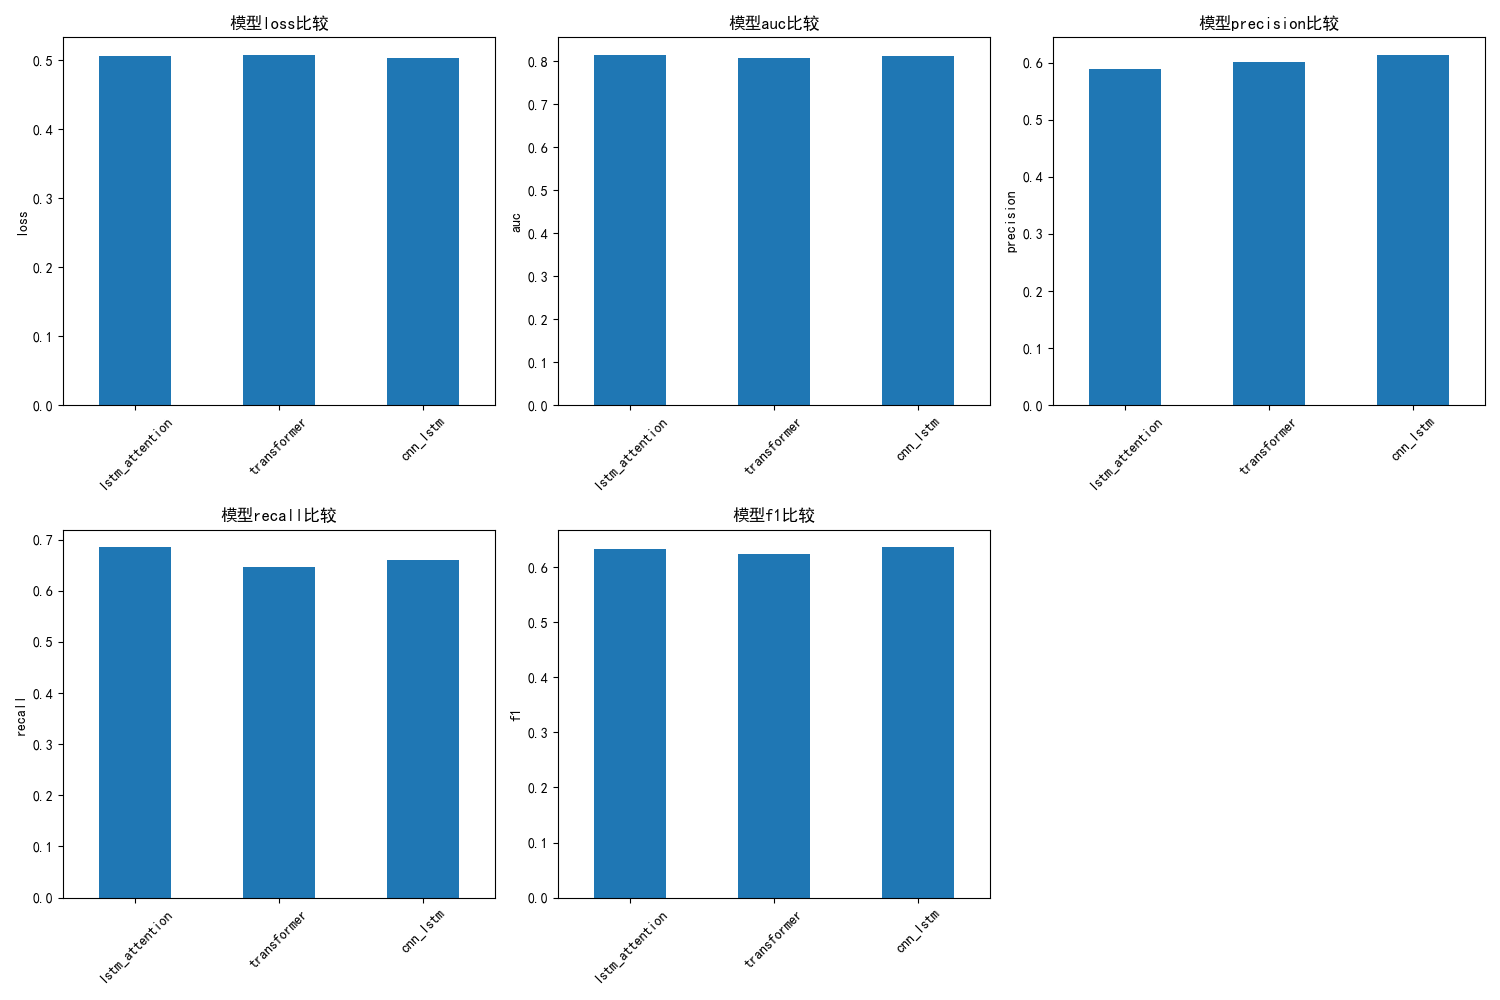 模型loss比较
loss
0.5
0.4
0.3
0.2
0.1
0.0
lstm_attention
transformer
cnn_lstm
模型auc比较
auc
0.8
0.7
0.6
0.5
0.4
0.3
0.2
0.1
0.0
lstm_attention
transformer
cnn_lstm
模型precision比较
precision
0.6
0.5
0.4
0.3
0.2
0.1
0.0
lstm_attention
transformer
cnn_lstm
模型recall比较
recall
0.7
0.6
0.5
0.4
0.3
0.2
0.1
0.0
lstm_attention
transformer
cnn_lstm
模型f1比较
f1
0.6
0.5
0.4
0.3
0.2
0.1
0.0
lstm_attention
transformer
cnn_lstm